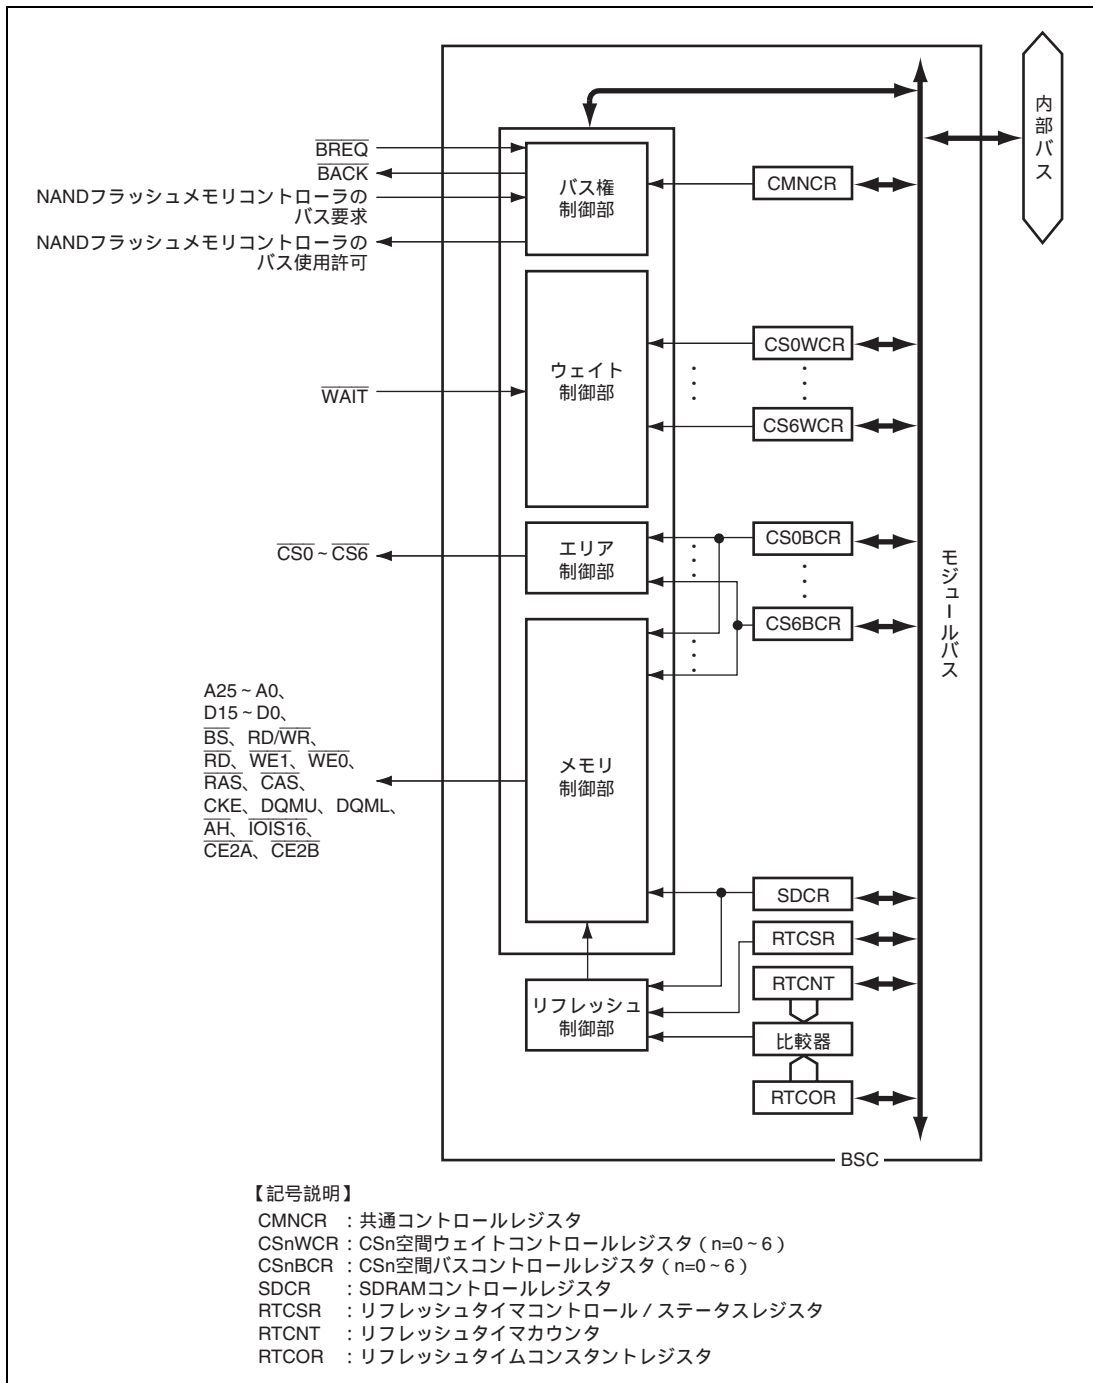 BREQ
BACK
NANDフラッシュメモリコントローラの
バス要求
NANDフラッシュメモリコントローラの
バス使用許可
バス権
制御部
CMNCR
内部バス
ウェイト
制御部
WAIT
CS0WCR
CS6WCR
エリア
制御部
CS0~CS6
CS0BCR
CS6BCR
モジュールバス
A25~A0、
D15~D0、
BS、RD/WR、
RD、WE1、WE0、
RAS、CAS、
CKE、DQMU、DQML、
AH、IOIS16、
CE2A、CE2B
メモリ
制御部
SDCR
RTCSR
RTCNT
リフレッシュ
制御部
比較器
RTCOR
BSC
【記号説明】
CMNCR :共通コントロールレジスタ
CSnWCR:CSn空間ウェイトコントロールレジスタ(n=0~6)
CSnBCR:CSn空間バスコントロールレジスタ(n=0~6)
SDCR :SDRAMコントロールレジスタ
RTCSR :リフレッシュタイマコントロール/ステータスレジスタ
RTCNT :リフレッシュタイマカウンタ
RTCOR :リフレッシュタイムコンスタントレジスタ